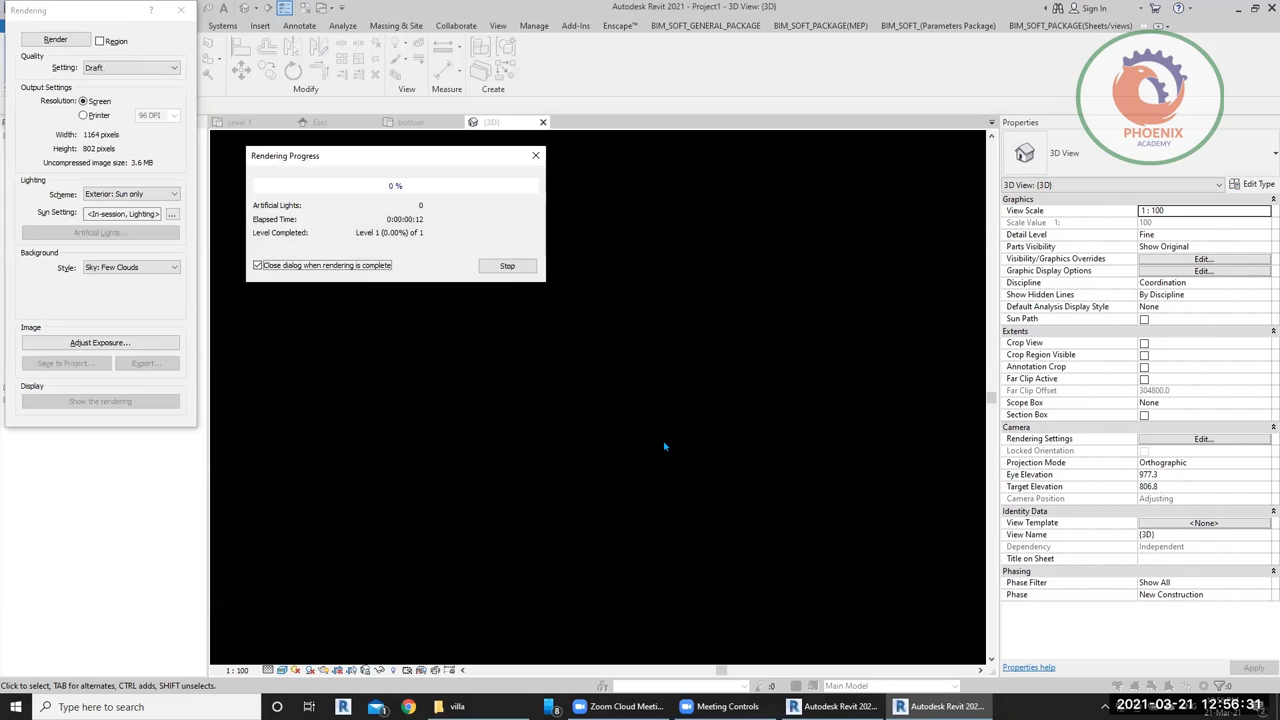 Rendering
?
Autodesk Revit 2021 - Project1 - 3D View: {3D}
Sign In
Systems Insert Annotate Analyze Massing & Site Collaborate View Manage Add-Ins Enscape™ BIM_SOFT_GENERAL_PACKAGE BIM_SOFT_PACKAGE(MEP) BIM_SOFT_(Parameters Package) BIM_SOFT_PACKAGE(Sheets/views)
Modify
View
Measure
Create
PHOENIX
ACADEMY
Level 1
East
bottom
{3D}
Render
Region
Quality
Setting:
Draft
Output Settings
Resolution:
Screen
Printer
96 DPI
Width: 1164 pixels
Height: 802 pixels
Uncompressed image size: 3.6 MB
Lighting
Scheme:
Exterior: Sun only
Sun Setting:
<In-session, Lighting>
...
Artificial Lights...
Background
Style:
Sky: Few Clouds
Image
Adjust Exposure...
Save to Project...
Export...
Display
Show the rendering
Rendering Progress
0 %
Artificial Lights: 0
Elapsed Time: 0:00:00:12
Level Completed: Level 1 (0.00%) of 1
Close dialog when rendering is complete
Stop
Properties
3D View
3D View: {3D}
Edit Type
Graphics
View Scale 1 : 100
Scale Value 1: 100
Detail Level Fine
Parts Visibility Show Original
Visibility/Graphics Overrides Edit...
Graphic Display Options Edit...
Discipline Coordination
Show Hidden Lines By Discipline
Default Analysis Display Style None
Sun Path
Extents
Crop View
Crop Region Visible
Annotation Crop
Far Clip Active
Far Clip Offset 304800.0
Scope Box None
Section Box
Camera
Rendering Settings Edit...
Locked Orientation
Projection Mode Orthographic
Eye Elevation 977.3
Target Elevation 806.8
Camera Position Adjusting
Identity Data
View Template <None>
View Name {3D}
Dependency Independent
Title on Sheet
Phasing
Phase Filter Show All
Phase New Construction
Properties help
Apply
1 : 100
Click to select, TAB for alternates, CTRL adds, SHIFT unselects.
:0
Main Model
:0
Type here to search
villa
Zoom Cloud Meeti...
Meeting Controls
Autodesk Revit 202...
Autodesk Revit 202...
2021-03-21 12:56:31